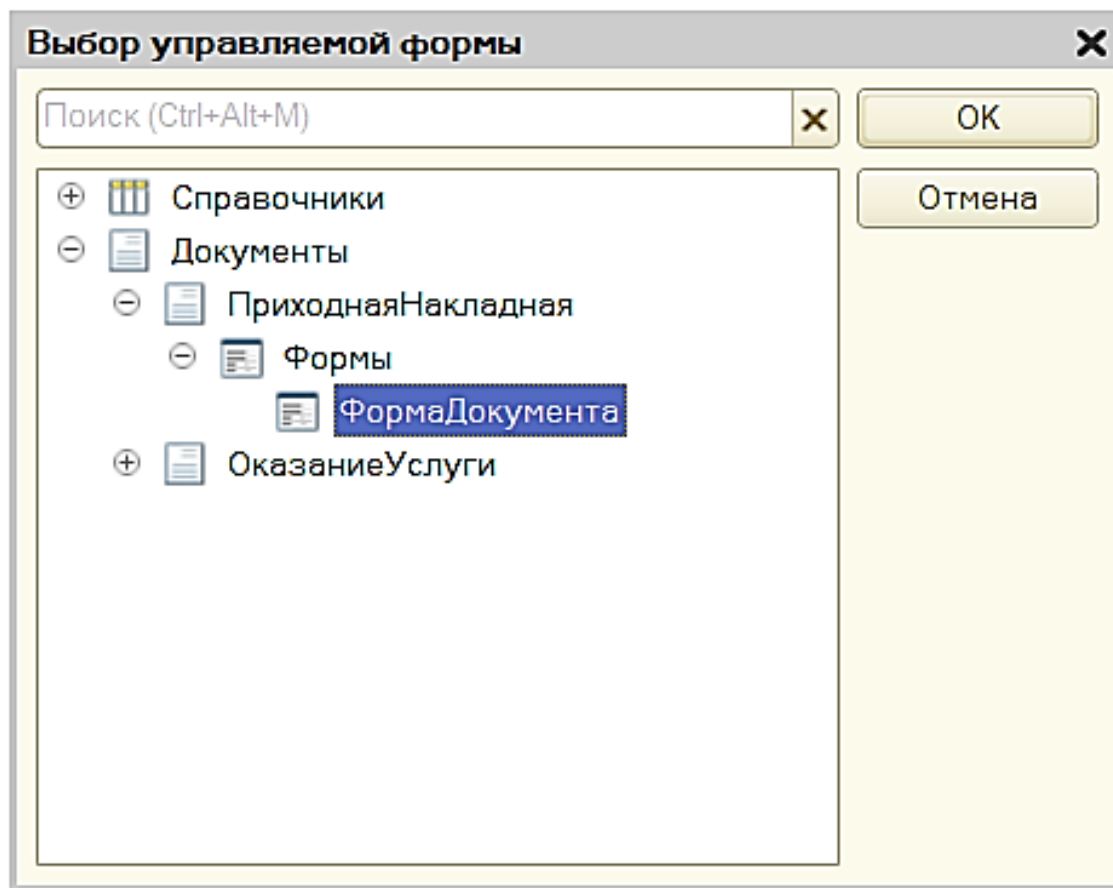 Выбор управляемой формы
Поиск (Ctrl+Alt+M)
OK
Справочники
Отмена
Документы
ПриходнаяНакладная
Формы
ФормаДокумента
ОказаниеУслуги